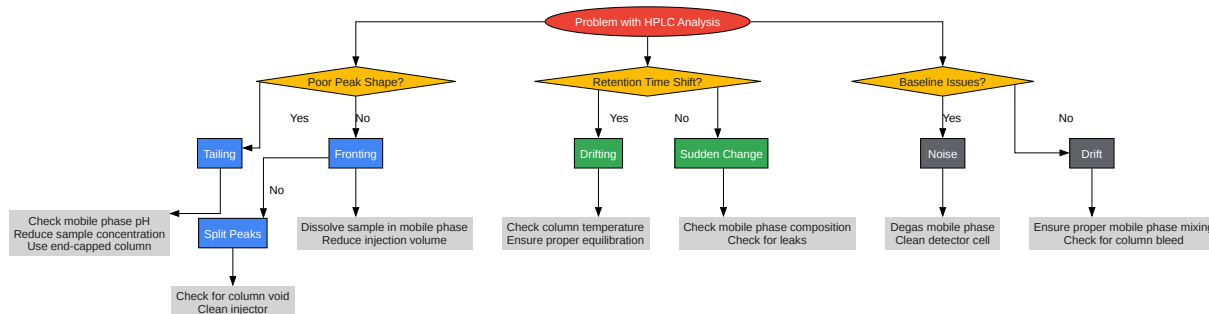 Problem with HPLC Analysis
Poor Peak Shape?
Retention Time Shift?
Baseline Issues?
Yes
No
Yes
No
Yes
No
Tailing
Fronting
Drifting
Sudden Change
Noise
Drift
No
Check mobile phase pH
Reduce sample concentration
Use end-capped column
Split Peaks
Dissolve sample in mobile phase
Reduce injection volume
Check column temperature
Ensure proper equilibration
Check mobile phase composition
Check for leaks
Degas mobile phase
Clean detector cell
Ensure proper mobile phase mixing
Check for column bleed
Check for column void
Clean injector